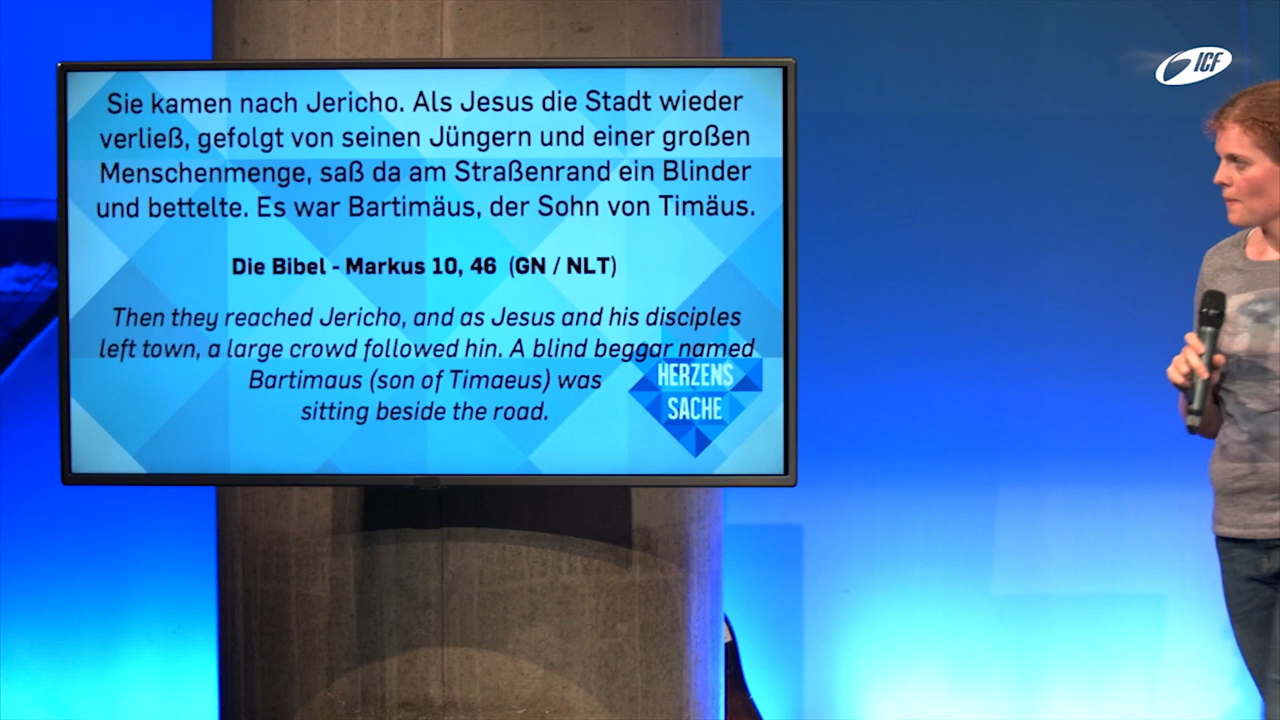 ICF
Sie kamen nach Jericho. Als Jesus die Stadt wieder
verließ, gefolgt von seinen Jüngern und einer großen
Menschenmenge, saß da am Straßenrand ein Blinder
und bettelte. Es war Bartimäus, der Sohn von Timäus.
Die Bibel - Markus 10, 46 (GN / NLT)
Then they reached Jericho, and as Jesus and his disciples
left town, a large crowd followed hin. A blind beggar named
Bartimaus (son of Timaeus) was
sitting beside the road.
HERZENS
SACHE